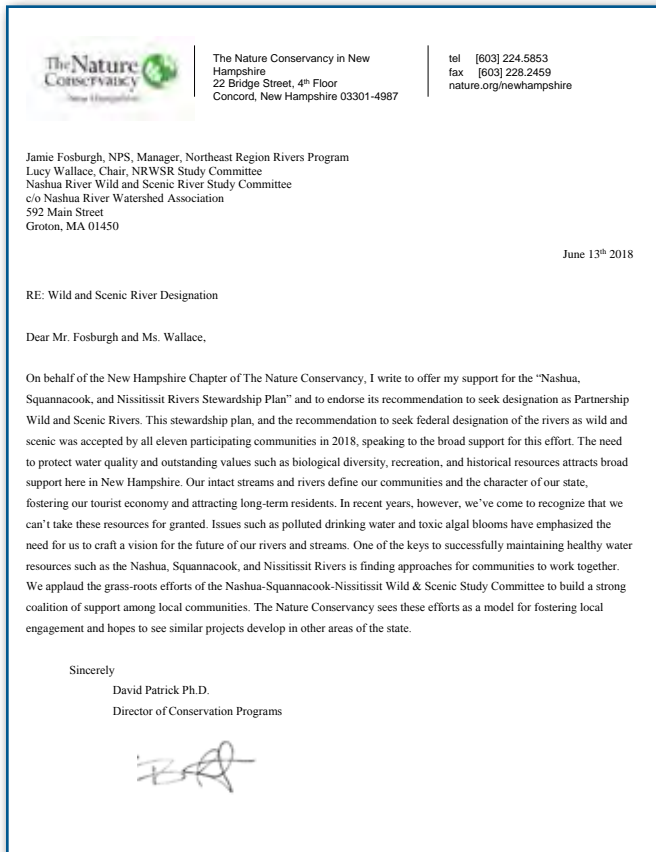 The Nature
Conservancy
New Hampshire
The Nature Conservancy in New
Hampshire
22 Bridge Street, 4th Floor
Concord, New Hampshire 03301-4987
tel [603] 224.5853
fax [603] 228.2459
nature.org/newhampshire
Jamie Fosburgh, NPS, Manager, Northeast Region Rivers Program
Lucy Wallace, Chair, NRWSR Study Committee
Nashua River Wild and Scenic River Study Committee
c/o Nashua River Watershed Association
592 Main Street
Groton, MA 01450
June 13th 2018
RE: Wild and Scenic River Designation
Dear Mr. Fosburgh and Ms. Wallace,
On behalf of the New Hampshire Chapter of The Nature Conservancy, I write to offer my support for the “Nashua,
Squannacook, and Nissitissit Rivers Stewardship Plan” and to endorse its recommendation to seek designation as Partnership
Wild and Scenic Rivers. This stewardship plan, and the recommendation to seek federal designation of the rivers as wild and
scenic was accepted by all eleven participating communities in 2018, speaking to the broad support for this effort. The need
to protect water quality and outstanding values such as biological diversity, recreation, and historical resources attracts broad
support here in New Hampshire. Our intact streams and rivers define our communities and the character of our state,
fostering our tourist economy and attracting long-term residents. In recent years, however, we’ve come to recognize that we
can’t take these resources for granted. Issues such as polluted drinking water and toxic algal blooms have emphasized the
need for us to craft a vision for the future of our rivers and streams. One of the keys to successfully maintaining healthy water
resources such as the Nashua, Squannacook, and Nissitissit Rivers is finding approaches for communities to work together.
We applaud the grass-roots efforts of the Nashua-Squannacook-Nissitissit Wild & Scenic Study Committee to build a strong
coalition of support among local communities. The Nature Conservancy sees these efforts as a model for fostering local
engagement and hopes to see similar projects develop in other areas of the state.
Sincerely
David Patrick Ph.D.
Director of Conservation Programs